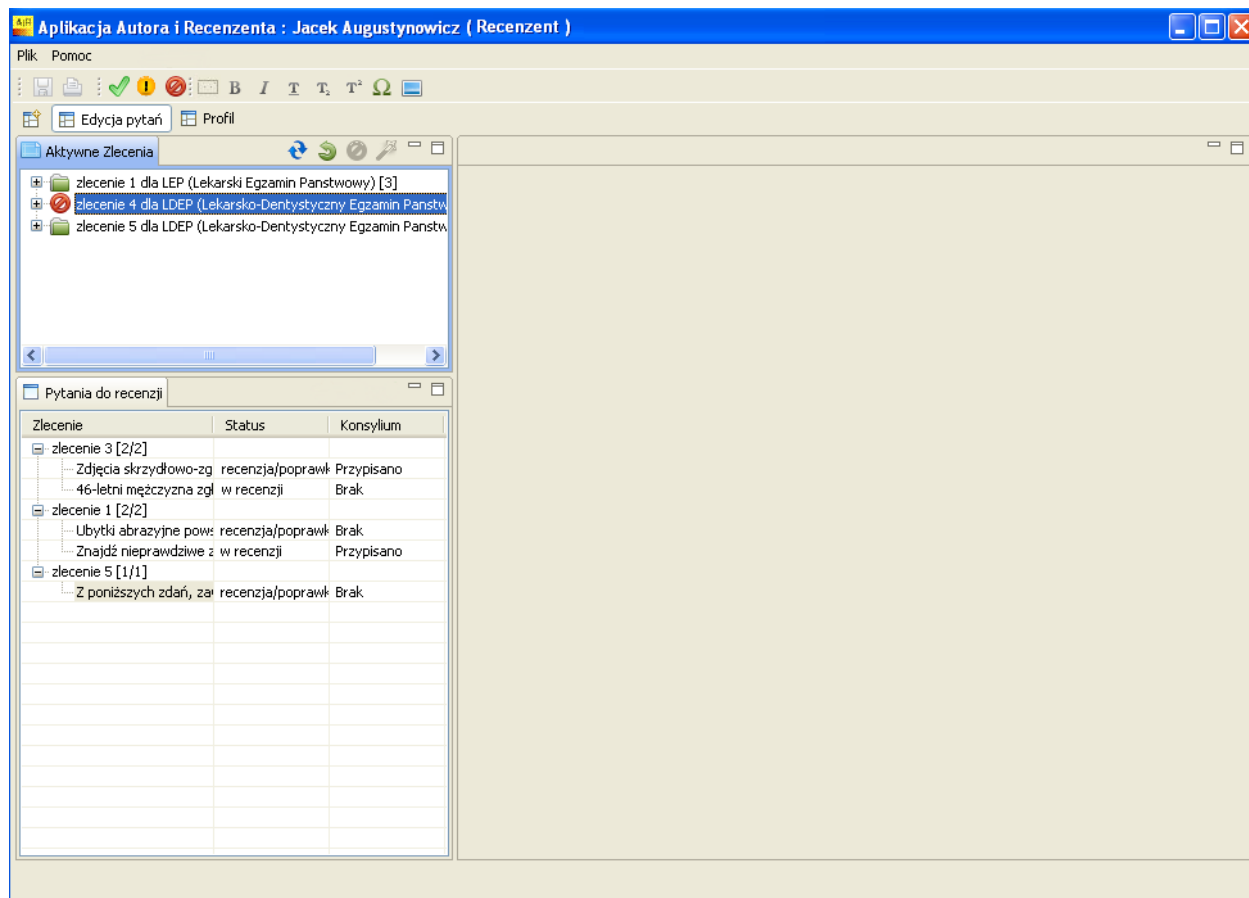 Aplikacja Autora i Recenzenta : Jacek Augustynowicz ( Recenzent )
Plik Pomoc
B I T T₂ T² Ω
Edycja pytań Profil
Aktywne Zlecenia
zlecenie 1 dla LEP (Lekarski Egzamin Panstwowy) [3]
zlecenie 4 dla LDEP (Lekarsko-Dentystyczny Egzamin Panstw
zlecenie 5 dla LDEP (Lekarsko-Dentystyczny Egzamin Panstw
Pytania do recenzji
Zlecenie Status Konsylium
zlecenie 3 [2/2]
Zdjęcia skrzydłowo-zg recenzja/poprawk Przypisano
46-letni mężczyzna zgł w recenzji Brak
zlecenie 1 [2/2]
Ubytki abrazyjne pows recenzja/poprawk Brak
Znajdź nieprawdziwe z w recenzji Przypisano
zlecenie 5 [1/1]
Z poniższych zdań, za recenzja/poprawk Brak